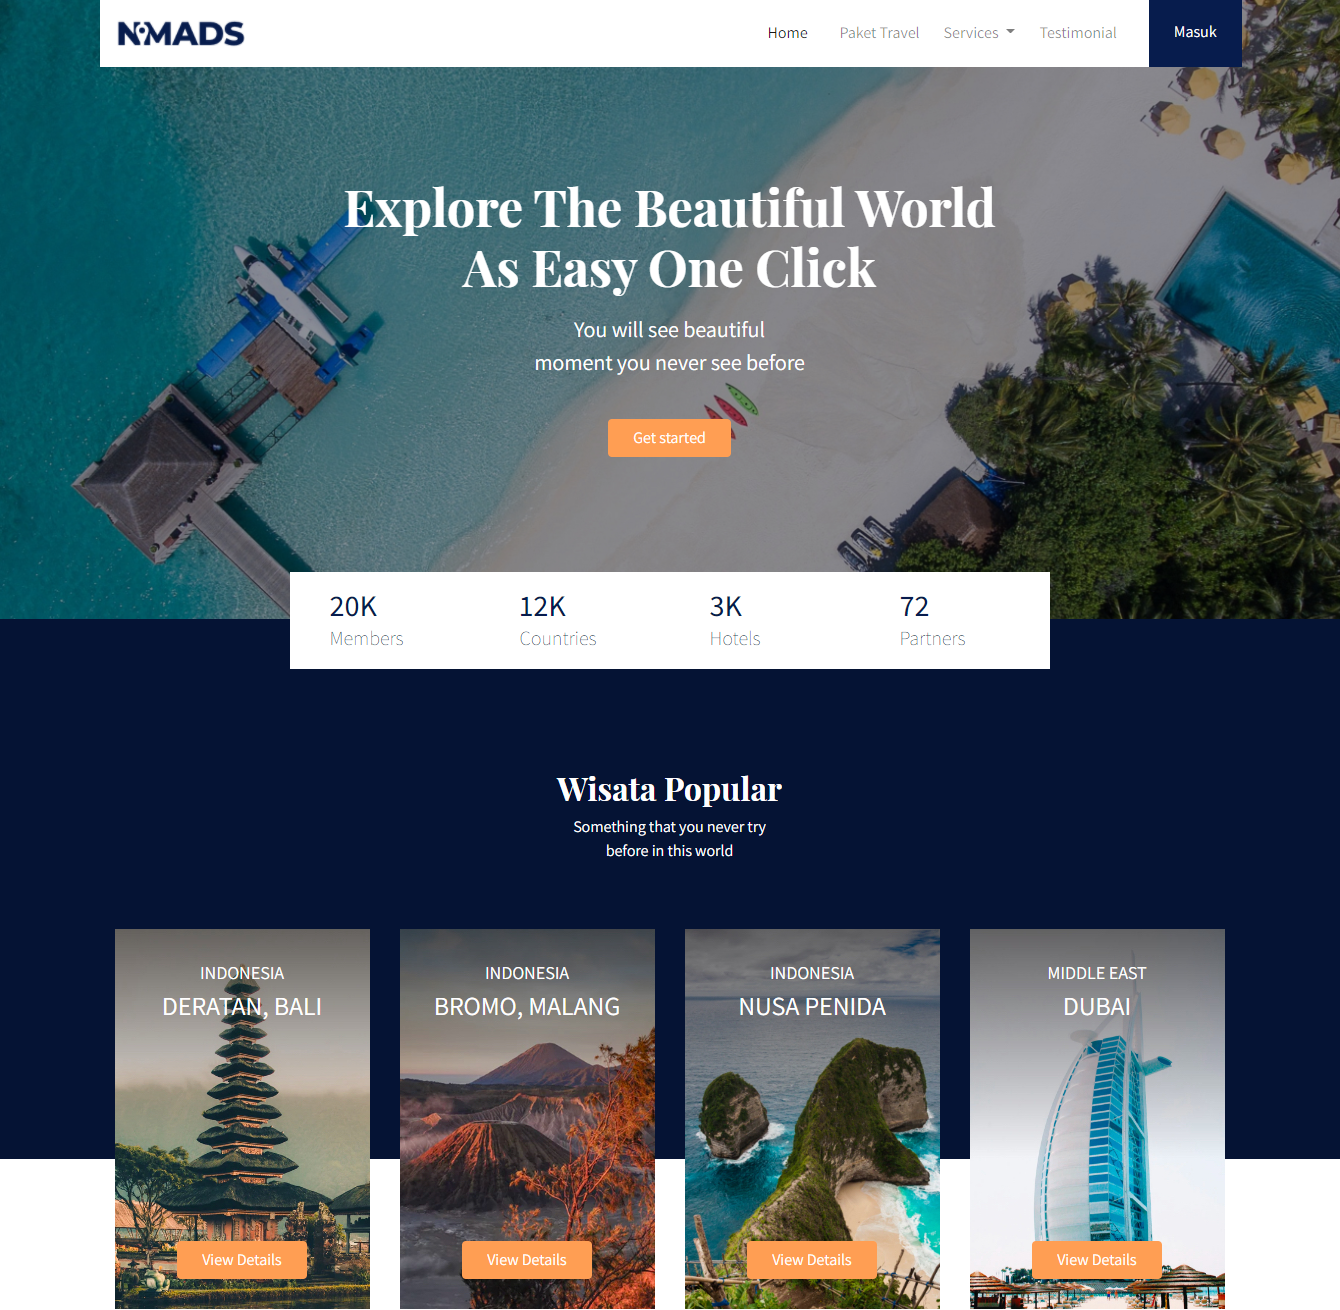 NOMADS
Home Paket Travel Services Testimonial Masuk
Explore The Beautiful World
As Easy One Click
You will see beautiful
moment you never see before
Get started
20K 12K 3K 72
Members Countries Hotels Partners
Wisata Popular
Something that you never try
before in this world
INDONESIA
DERATAN, BALI
View Details
INDONESIA
BROMO, MALANG
View Details
INDONESIA
NUSA PENIDA
View Details
MIDDLE EAST
DUBAI
View Details